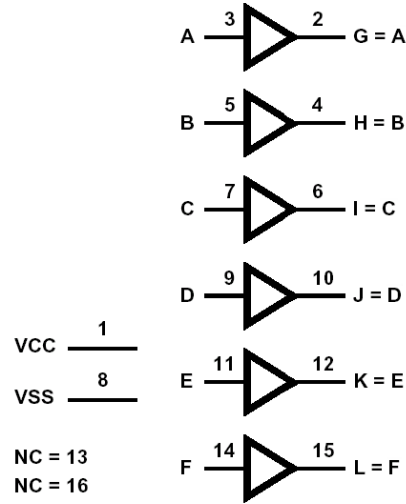 A 3 2 G = A
B 5 4 H = B
C 7 6 I = C
D 9 10 J = D
VCC 1
E 11 12 K = E
VSS 8
NC = 13
NC = 16
F 14 15 L = F